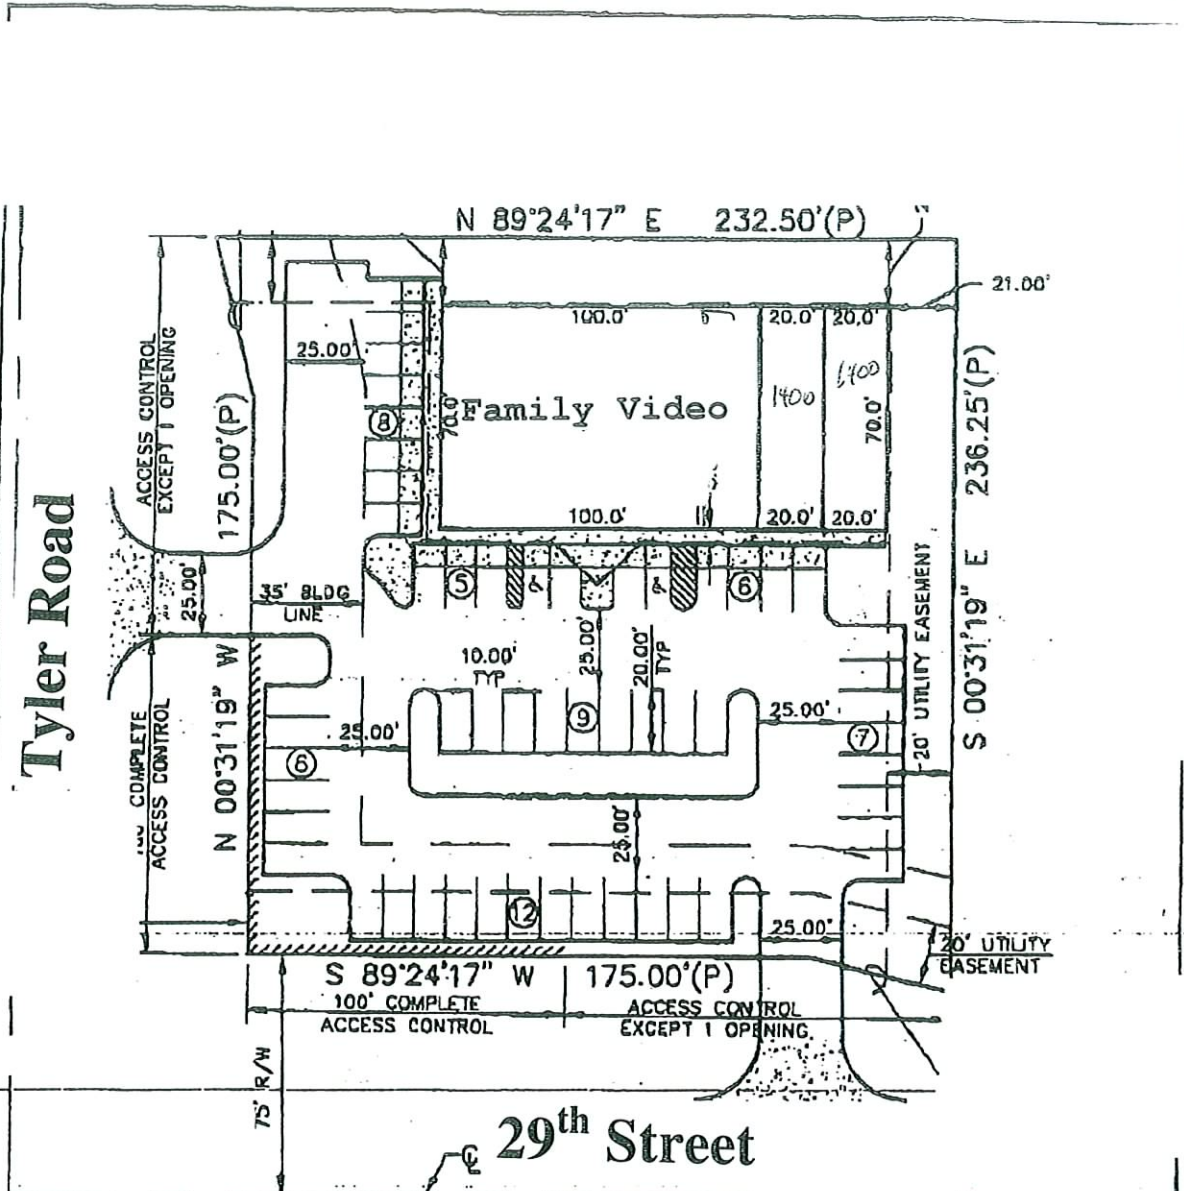 N 89°24'17" E 232.50'(P)
21.00'
100.0' 20.0' 20.0'
25.00'
ACCESS CONTROL
EXCEPT 1 OPENING
175.00'(P)
8
70.0'
Family Video
1400
1400
70.0'
236.25'(P)
S 00°31'19" E
100.0' 20.0' 20.0'
Tyler Road
25.00'
35' BLDG
LINE
5
6
20' UTILITY EASEMENT
10.00'
TYP
25.00'
20.00'
TYP
N 00°31'19" W
25.00'
9
25.00'
7
6
COMPLETE
ACCESS CONTROL
25.00'
12
25.00'
20' UTILITY
EASEMENT
S 89°24'17" W 175.00'(P)
100' COMPLETE
ACCESS CONTROL
ACCESS CONTROL
EXCEPT 1 OPENING
75' R/W
29th Street